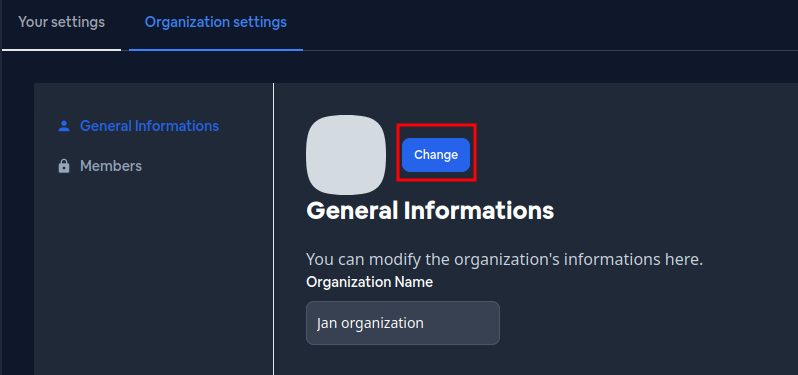 Your settings
Organization settings
General Informations
Members
Change
General Informations
You can modify the organization's informations here.
Organization Name
Jan organization